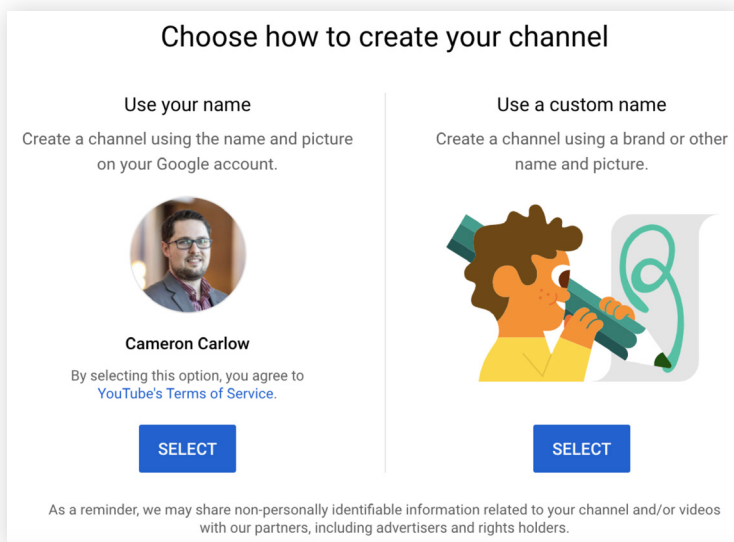 Choose how to create your channel
Use your name
Create a channel using the name and picture
on your Google account.
Cameron Carlow
By selecting this option, you agree to
YouTube's Terms of Service.
SELECT
Use a custom name
Create a channel using a brand or other
name and picture.
SELECT
As a reminder, we may share non-personally identifiable information related to your channel and/or videos
with our partners, including advertisers and rights holders.